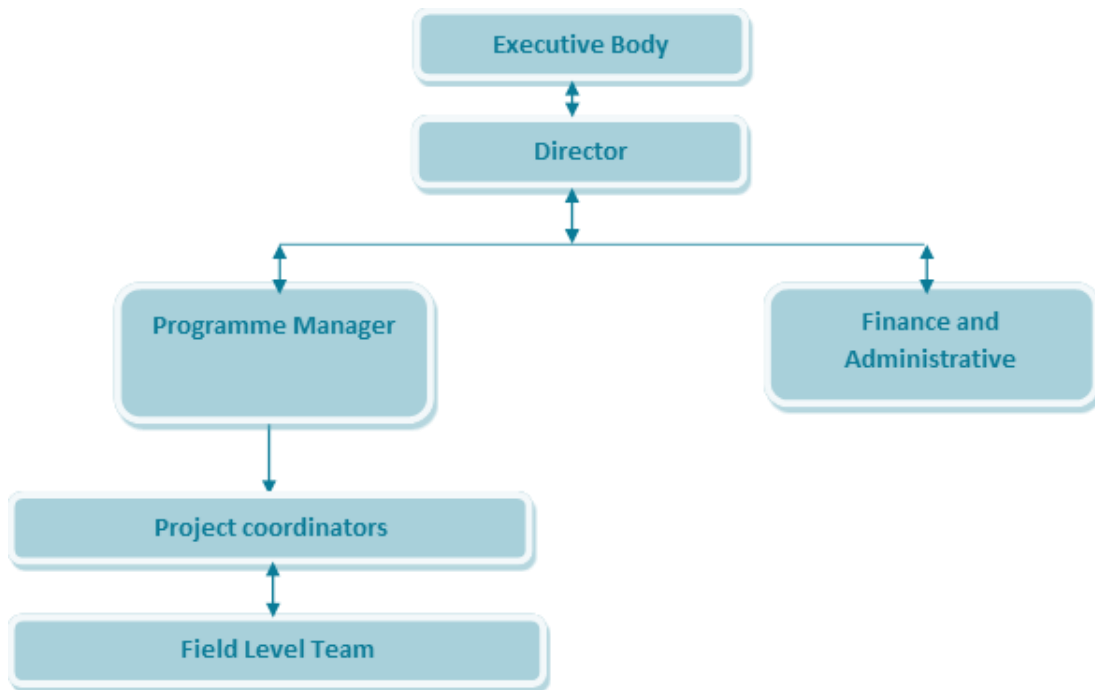 Executive Body
Director
Programme Manager
Finance and
Administrative
Project coordinators
Field Level Team